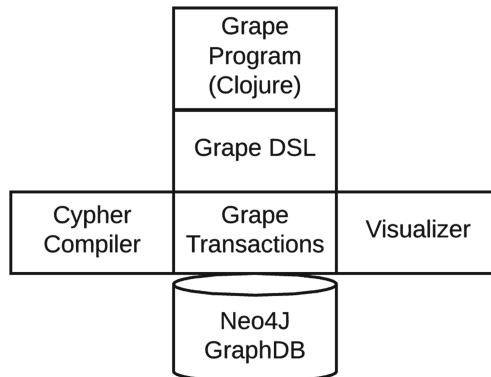 Grape
Program
(Clojure)
Grape DSL
Cypher
Compiler
Grape
Transactions
Visualizer
Neo4J
GraphDB